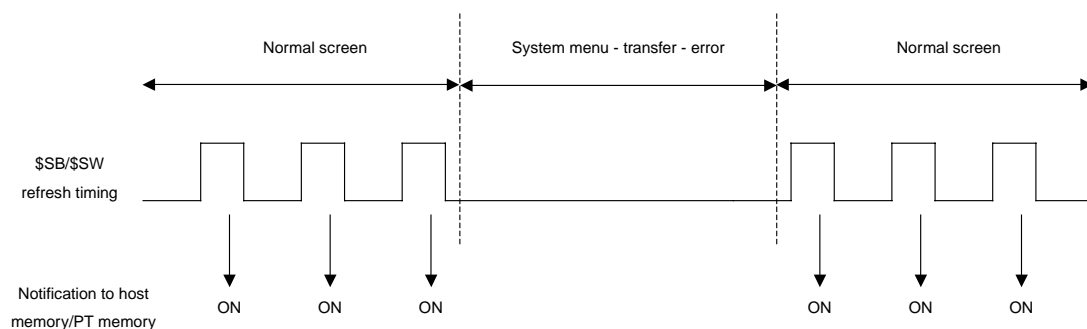 Normal screen
System menu - transfer - error
Normal screen
$SB/$SW
refresh timing
Notification to host
memory/PT memory
ON
ON
ON
ON
ON
ON